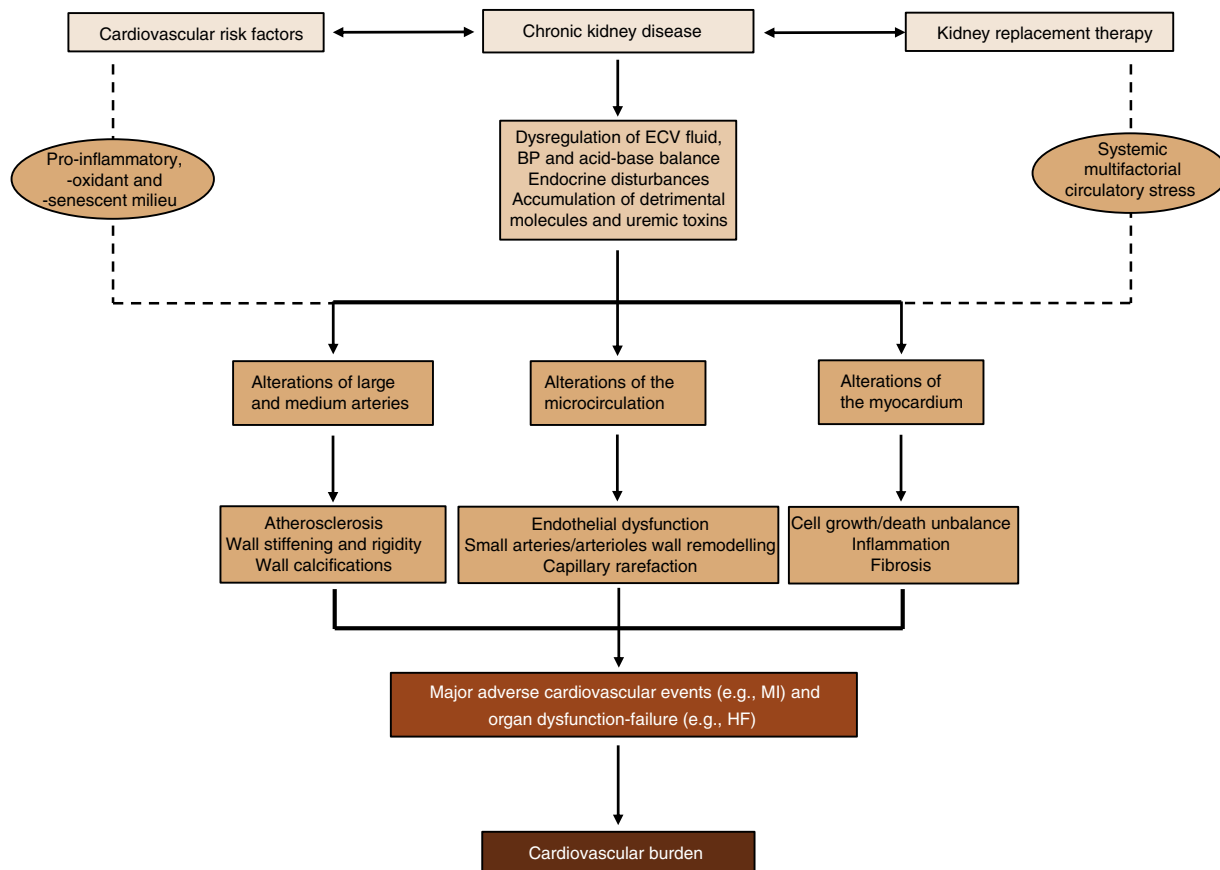 Cardiovascular risk factors
Chronic kidney disease
Kidney replacement therapy
Pro-inflammatory,
-oxidant and
-senescent milieu
Dysregulation of ECV fluid,
BP and acid-base balance
Endocrine disturbances
Accumulation of detrimental
molecules and uremic toxins
Systemic
multifactorial
circulatory stress
Alterations of large
and medium arteries
Alterations of the
microcirculation
Alterations of
the myocardium
Atherosclerosis
Wall stiffening and rigidity
Wall calcifications
Endothelial dysfunction
Small arteries/arterioles wall remodelling
Capillary rarefaction
Cell growth/death unbalance
Inflammation
Fibrosis
Major adverse cardiovascular events (e.g., MI) and
organ dysfunction-failure (e.g., HF)
Cardiovascular burden